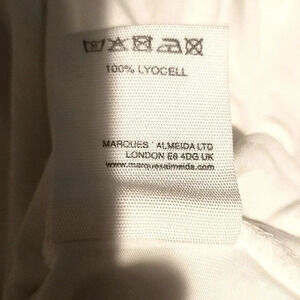 100% LYOCELL
MARQUES ALMEIDA LTD
LONDON E8 4DG UK
www.marquesalmeida.com